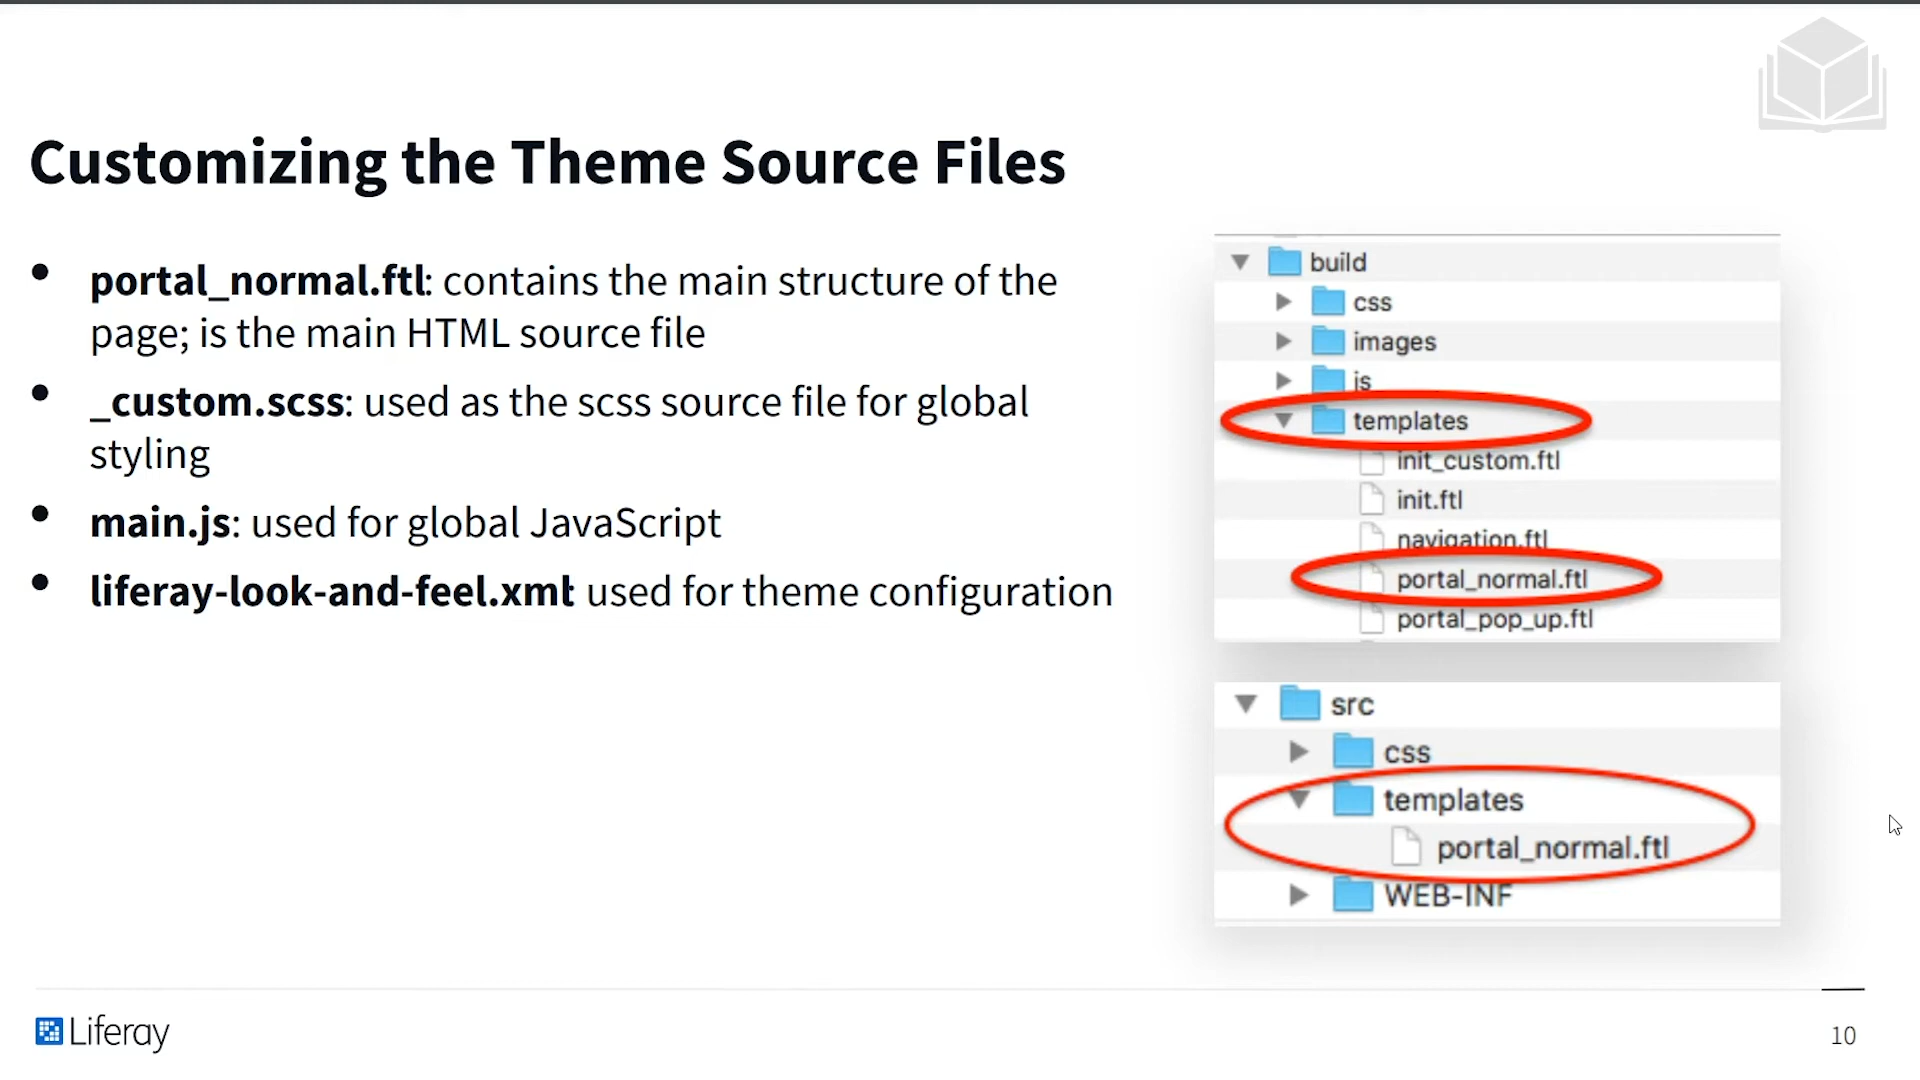 Customizing the Theme Source Files
• portal_normal.ftl: contains the main structure of the
page; is the main HTML source file
• _custom.scss: used as the scss source file for global
styling
• main.js: used for global JavaScript
• liferay-look-and-feel.xml: used for theme configuration
build
css
images
js
templates
init_custom.ftl
init.ftl
navigation.ftl
portal_normal.ftl
portal_pop_up.ftl
src
css
templates
portal_normal.ftl
WEB-INF
Liferay
10